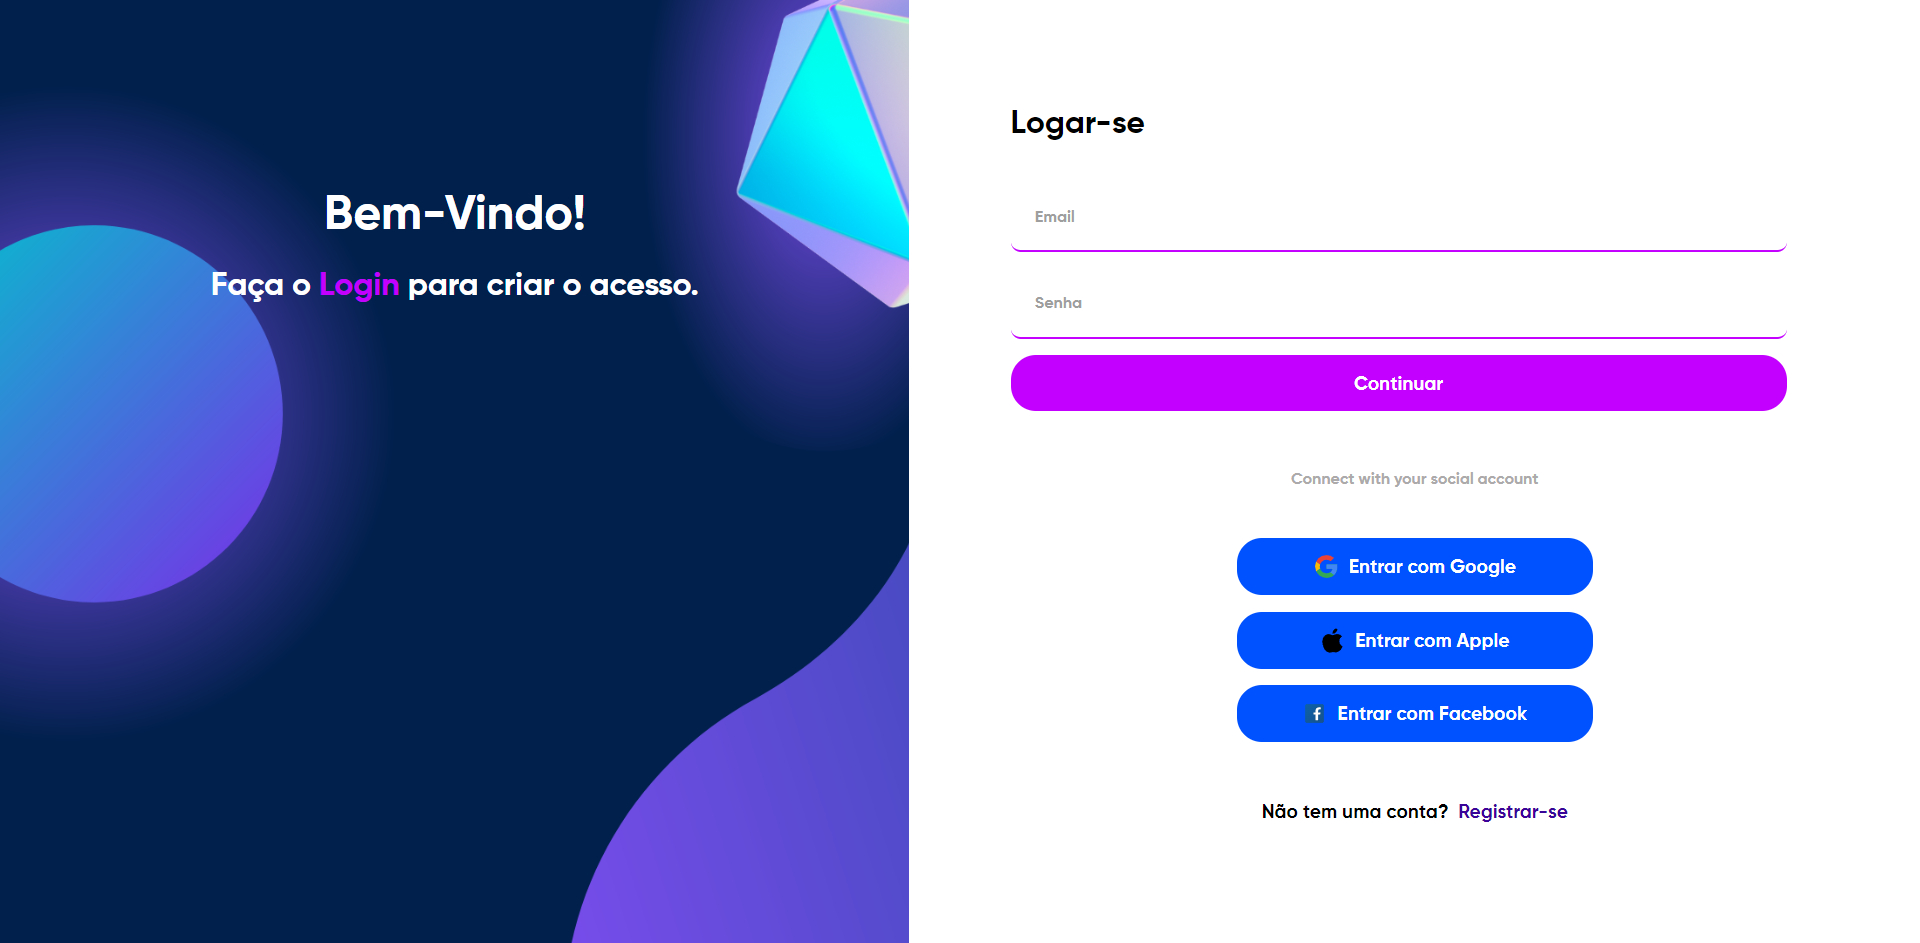 Bem-Vindo!
Faça o Login para criar o acesso.
Logar-se
Email
Senha
Continuar
Connect with your social account
Entrar com Google
Entrar com Apple
Entrar com Facebook
Não tem uma conta? Registrar-se